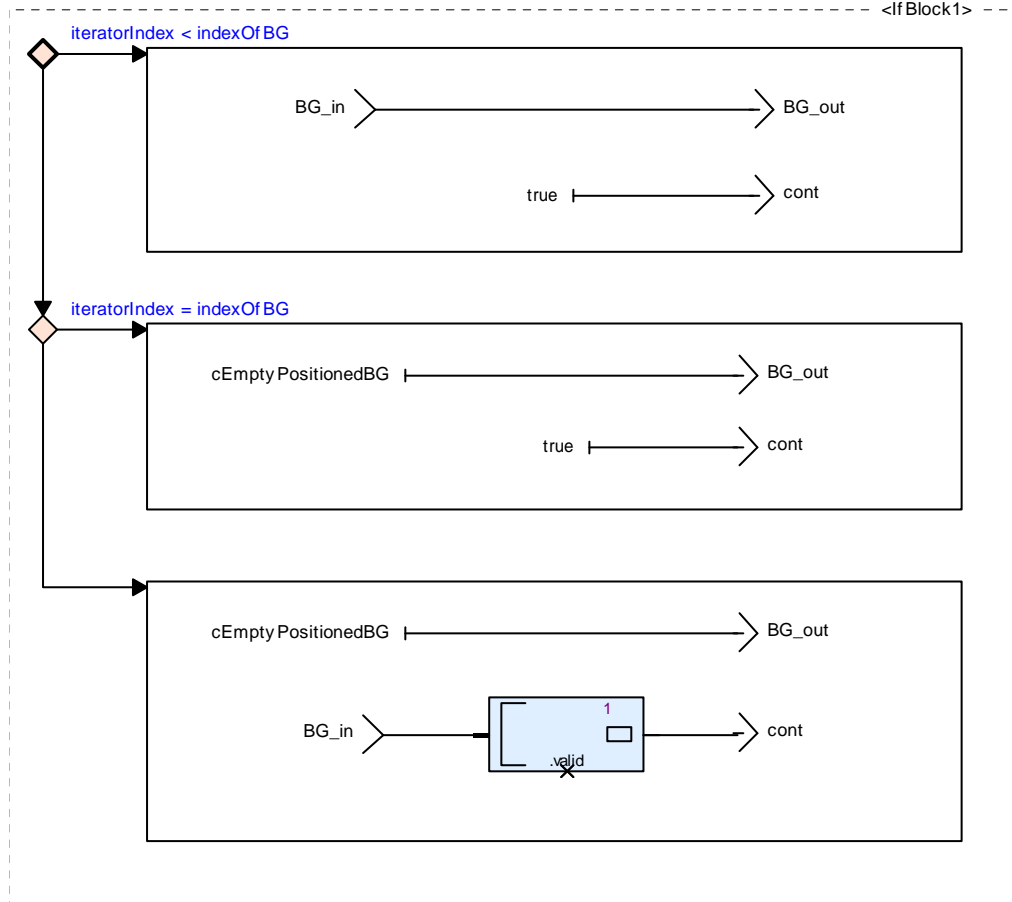 <If Block1>
iteratorIndex < indexOf BG
BG_in BG_out
true cont
iteratorIndex = indexOf BG
cEmpty PositionedBG BG_out
true cont
cEmpty PositionedBG BG_out
1
BG_in cont
.valid